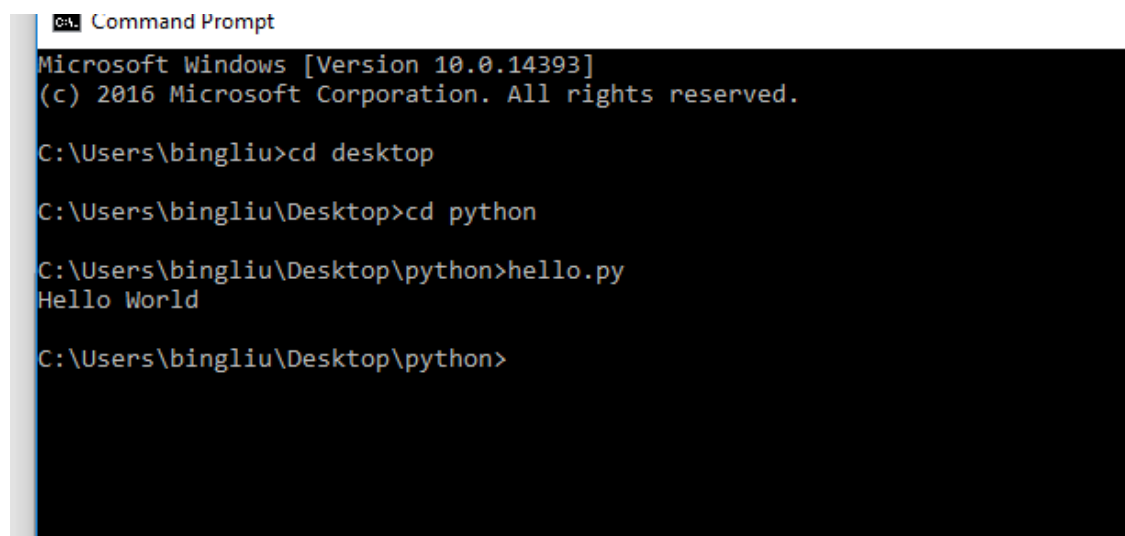 Command Prompt
Microsoft Windows [Version 10.0.14393]
(c) 2016 Microsoft Corporation. All rights reserved.
C:\Users\bingliu>cd desktop
C:\Users\bingliu\Desktop>cd python
C:\Users\bingliu\Desktop\python>hello.py
Hello World
C:\Users\bingliu\Desktop\python>